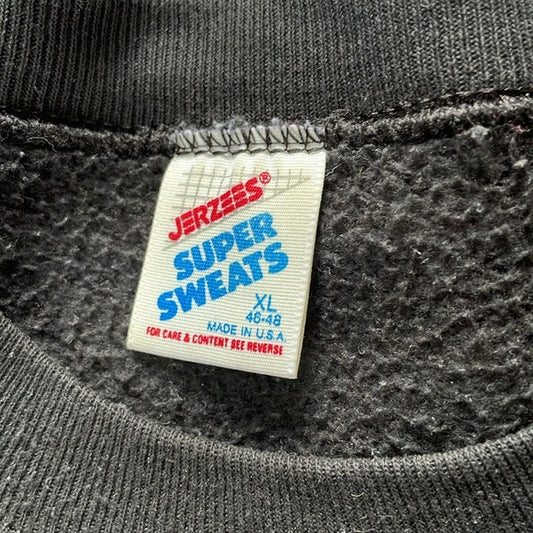 JERZEES®
SUPER
SWEATS
XL
46-48
MADE IN U.S.A
FOR CARE & CONTENT SEE REVERSE